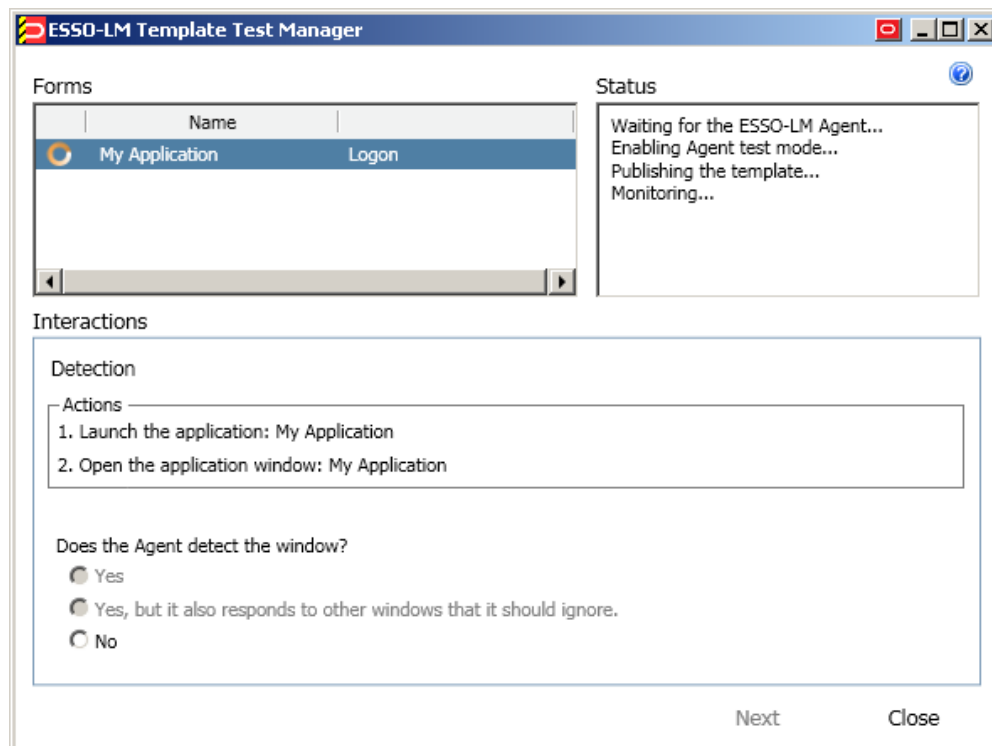 ESSO-LM Template Test Manager
Forms
Status
Name
My Application Logon
Waiting for the ESSO-LM Agent...
Enabling Agent test mode...
Publishing the template...
Monitoring...
Interactions
Detection
Actions
1. Launch the application: My Application
2. Open the application window: My Application
Does the Agent detect the window?
Yes
Yes, but it also responds to other windows that it should ignore.
No
Next
Close